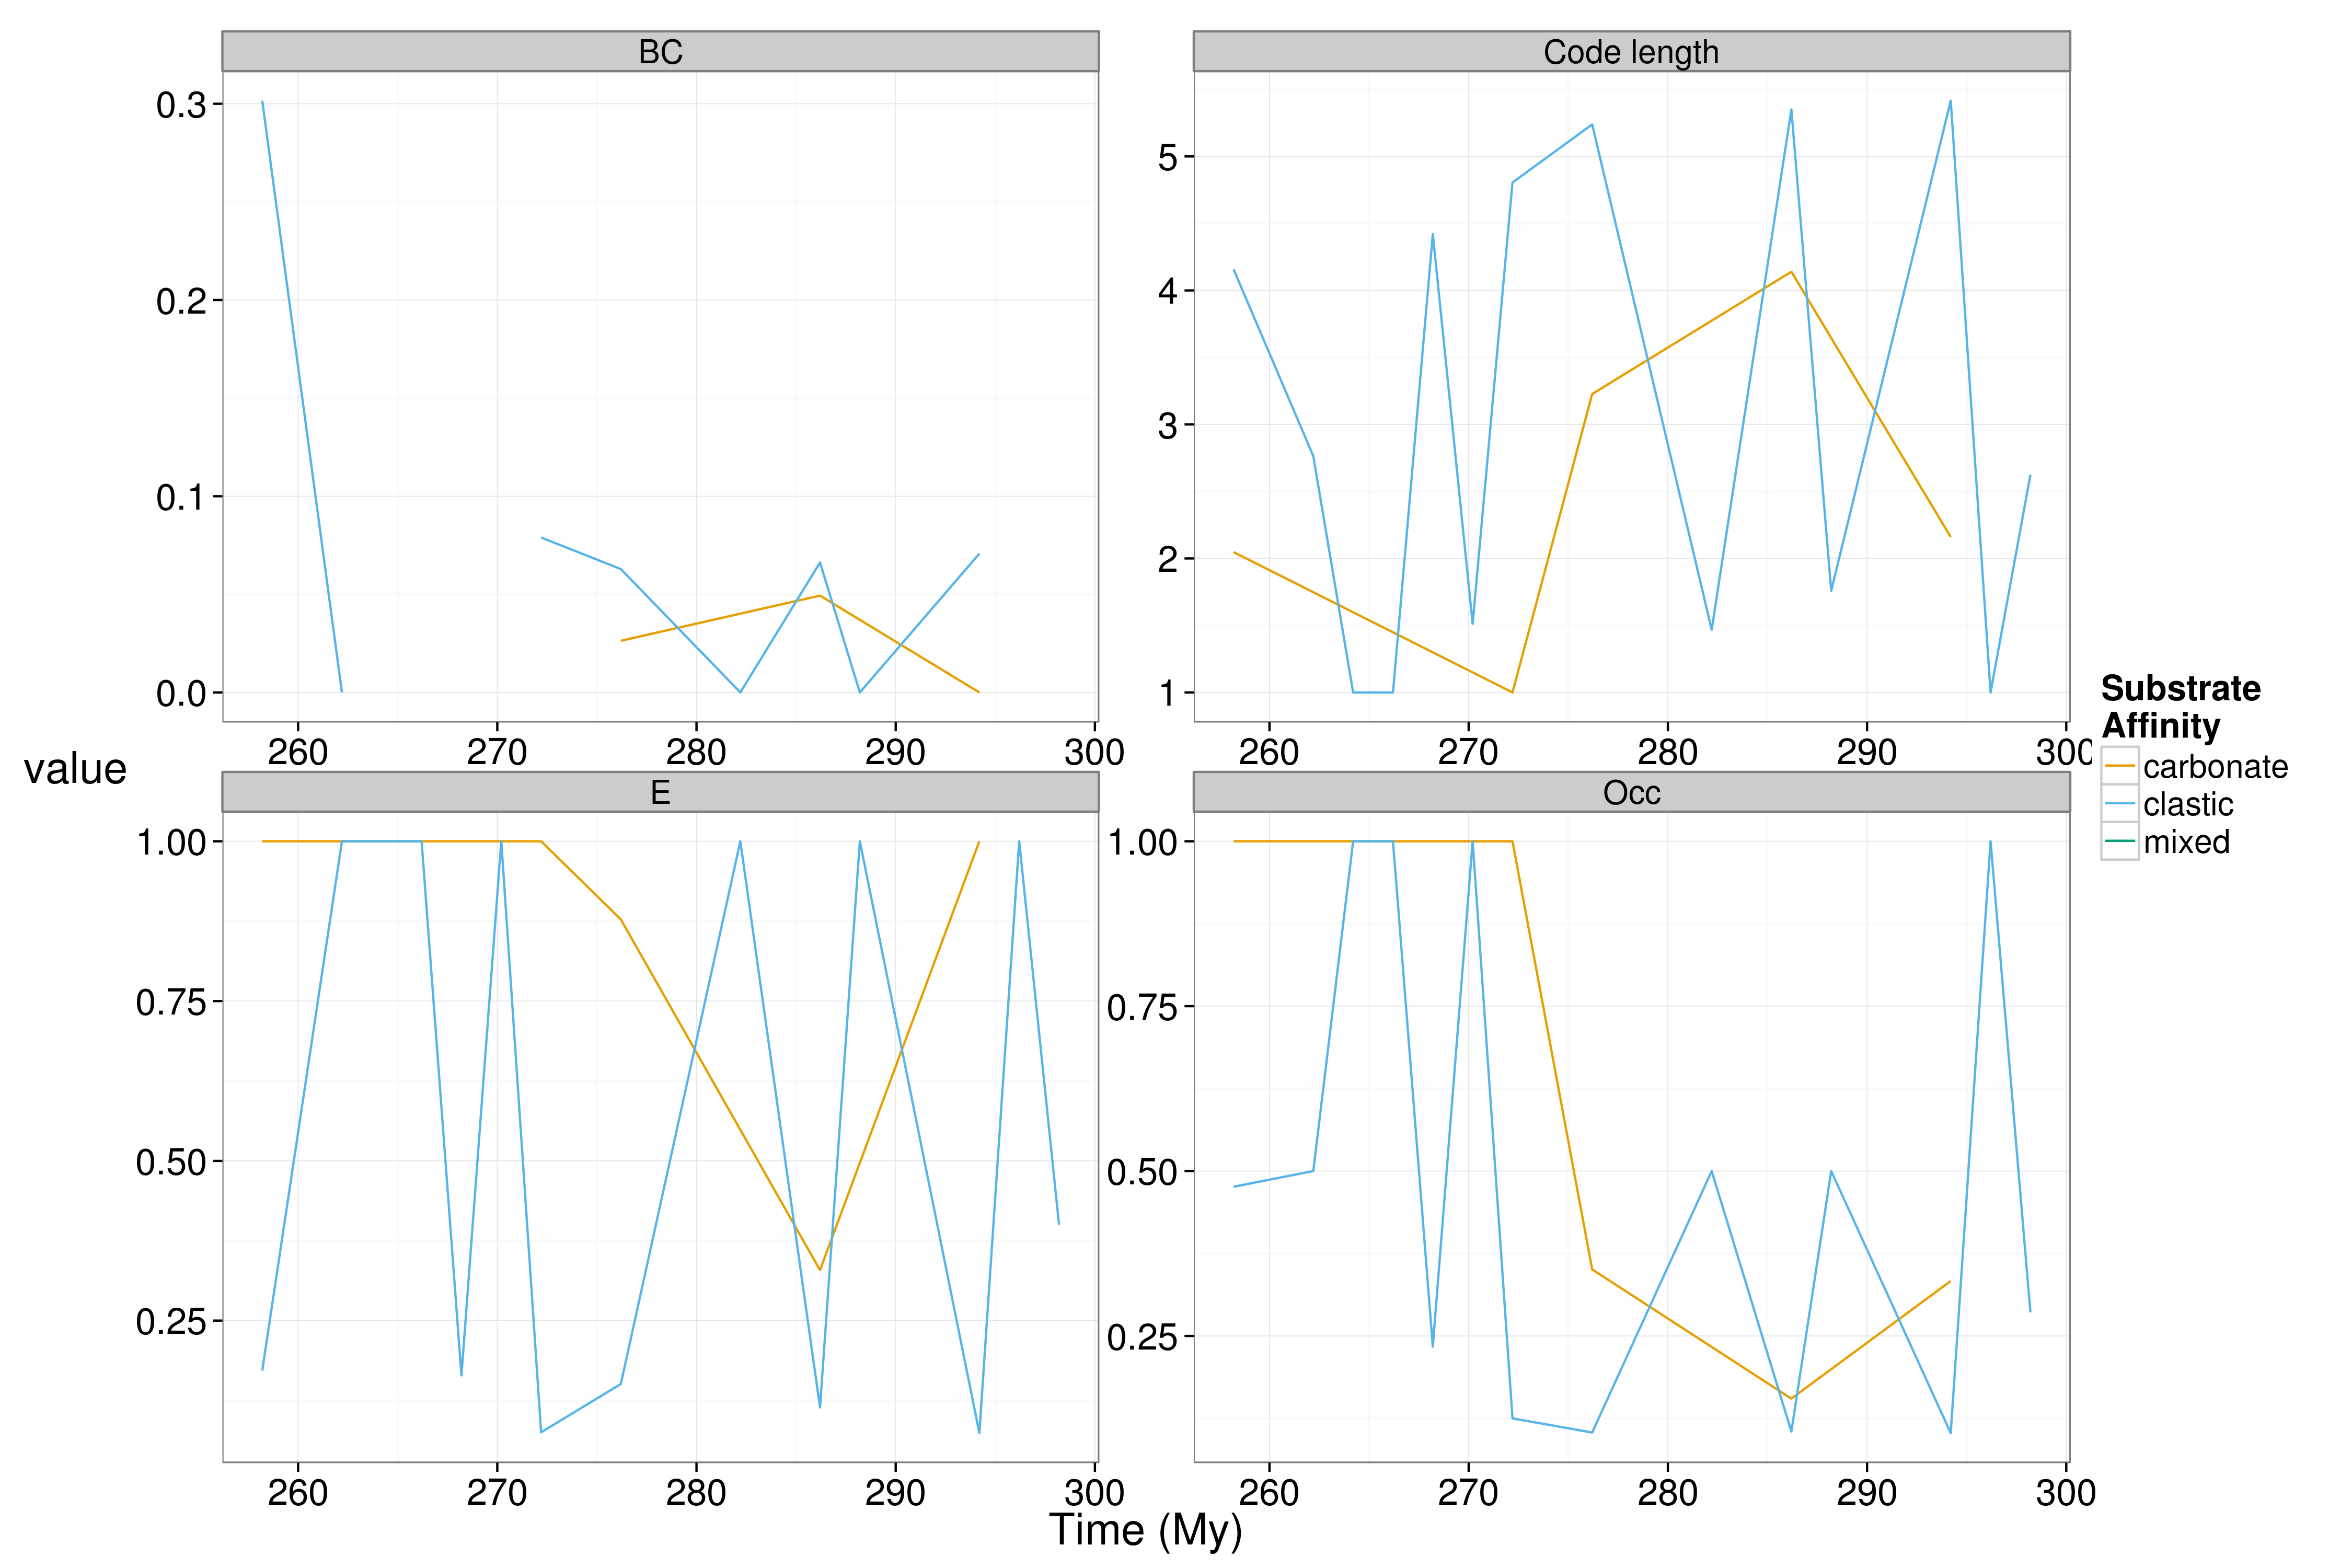 BC
Code length
0.3
0.2
0.1
0.0
5
4
3
2
1
260 270 280 290 300
260 270 280 290 300
value
E
Occ
1.00
0.75
0.50
0.25
1.00
0.75
0.50
0.25
260 270 280 290 300
260 270 280 290 300
Time (My)
Substrate
Affinity
carbonate
clastic
mixed